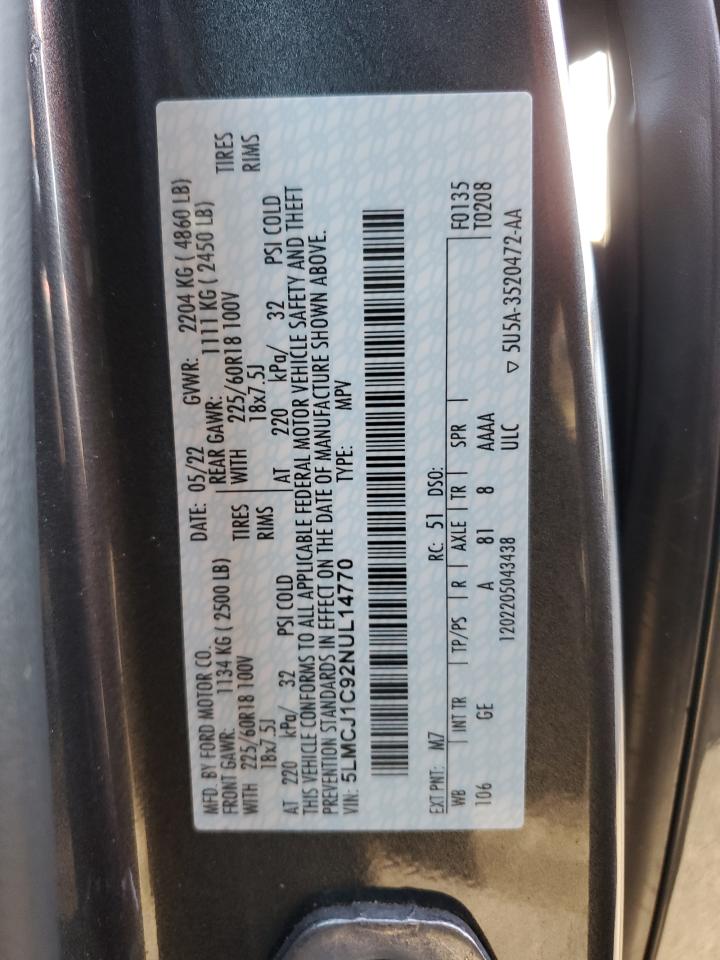 MFD. BY FORD MOTOR CO.
DATE: 05/22 GVWR: 2204 KG ( 4860 LB)
FRONT GAWR: 1134 KG ( 2500 LB)
REAR GAWR: 1111 KG ( 2450 LB)
WITH 225/60R18 100V TIRES
WITH 225/60R18 100V TIRES
18x7.5J RIMS
18x7.5J RIMS
AT 220 kPa/ 32 PSI COLD
AT 220 kPa/ 32 PSI COLD
THIS VEHICLE CONFORMS TO ALL APPLICABLE FEDERAL MOTOR VEHICLE SAFETY AND THEFT
PREVENTION STANDARDS IN EFFECT ON THE DATE OF MANUFACTURE SHOWN ABOVE.
VIN: 5LMCJ1C92NUL14770 TYPE: MPV
EXT PNT: M7 RC: 51 DSO: F0135
WB INT TR TP/PS R AXLE TR SPR T0208
106 GE A 81 8 AAAA
1202205043438 ULC ▽ 5U5A-3520472-AA